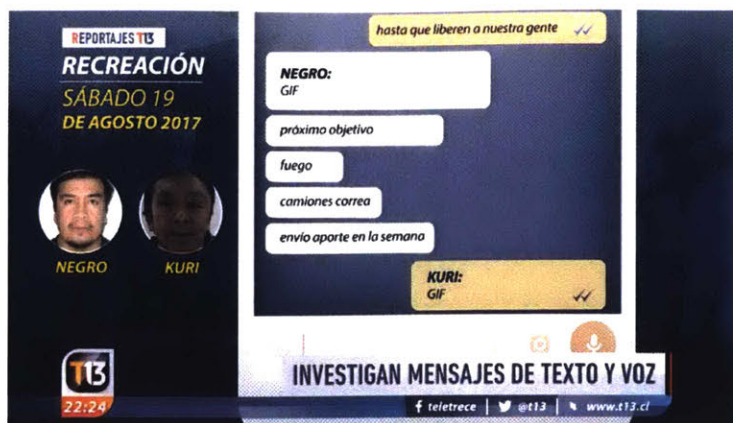 REPORTAJES T13
RECREACIÓN
SÁBADO 19
DE AGOSTO 2017
NEGRO
KURI
hasta que liberen a nuestra gente
NEGRO:
GIF
próximo objetivo
fuego
camiones correa
envío aporte en la semana
KURI:
GIF
T13
22:24
INVESTIGAN MENSAJES DE TEXTO Y VOZ
f teletrece | @t13 | www.t13.cl